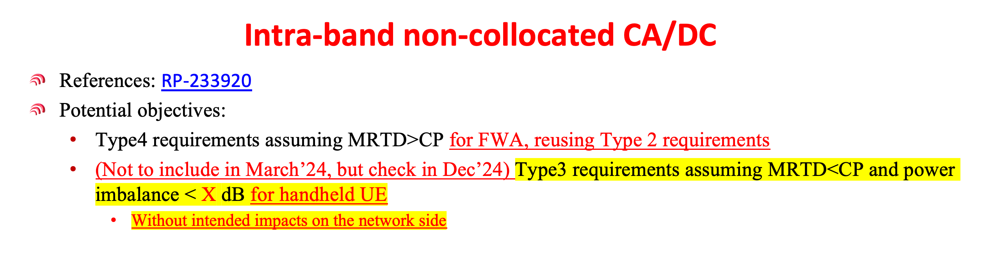 Intra-band non-collocated CA/DC
References: RP-233920
Potential objectives:
• Type4 requirements assuming MRTD>CP for FWA, reusing Type 2 requirements
• (Not to include in March’24, but check in Dec’24) Type3 requirements assuming MRTD<CP and power
imbalance < X dB for handheld UE
• Without intended impacts on the network side